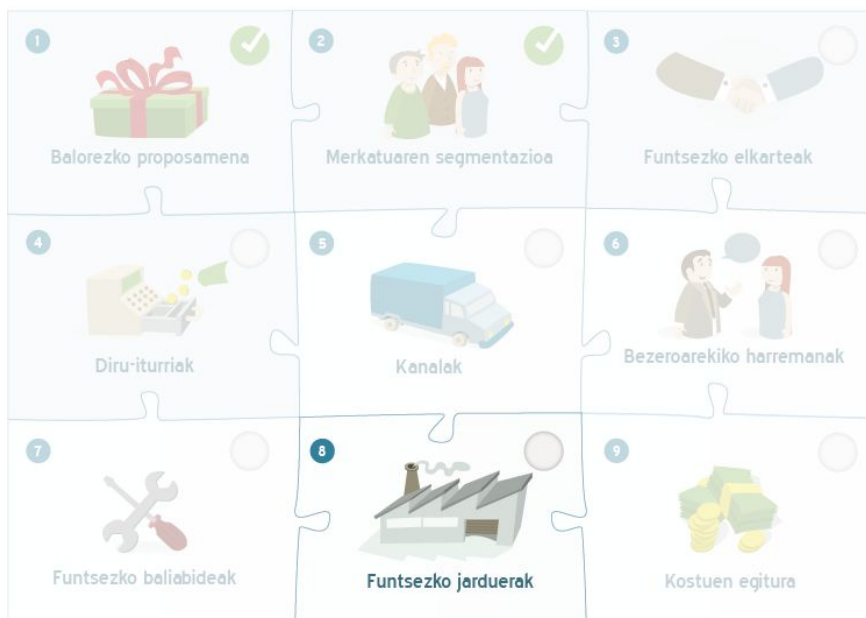 1
Balorezko proposamena
2
Merkatuaren segmentazioa
3
Funtsezko elkarteak
4
Diru-iturriak
5
Kanalak
6
Bezeroarekiko harremanak
7
Funtsezko baliabideak
8
Funtsezko jarduerak
9
Kostuen egitura